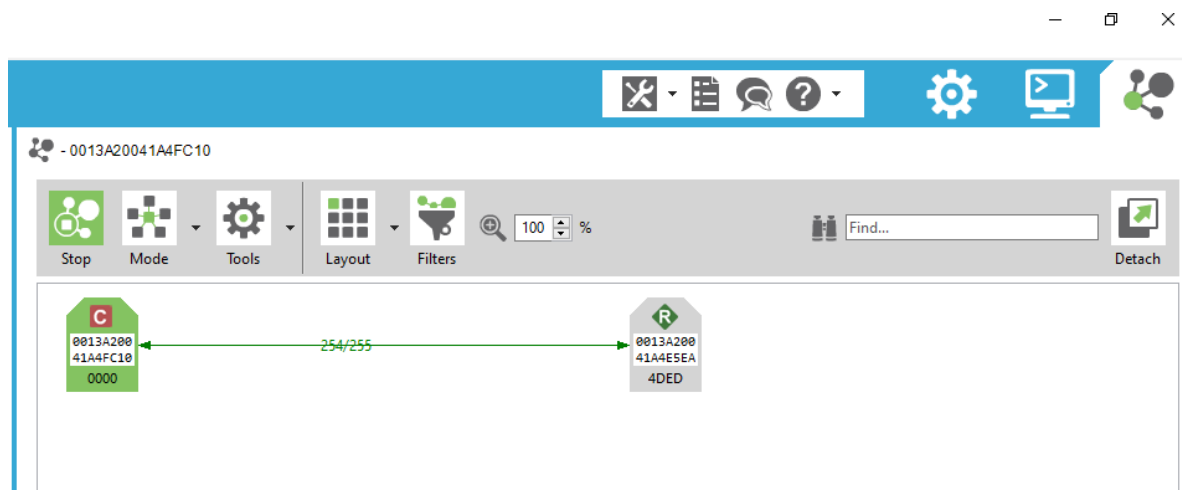 - 0013A20041A4FC10
100 %
Find...
Stop Mode Tools Layout Filters Detach
C
0013A200
41A4FC10
0000
254/255
R
0013A200
41A4E5EA
4DED